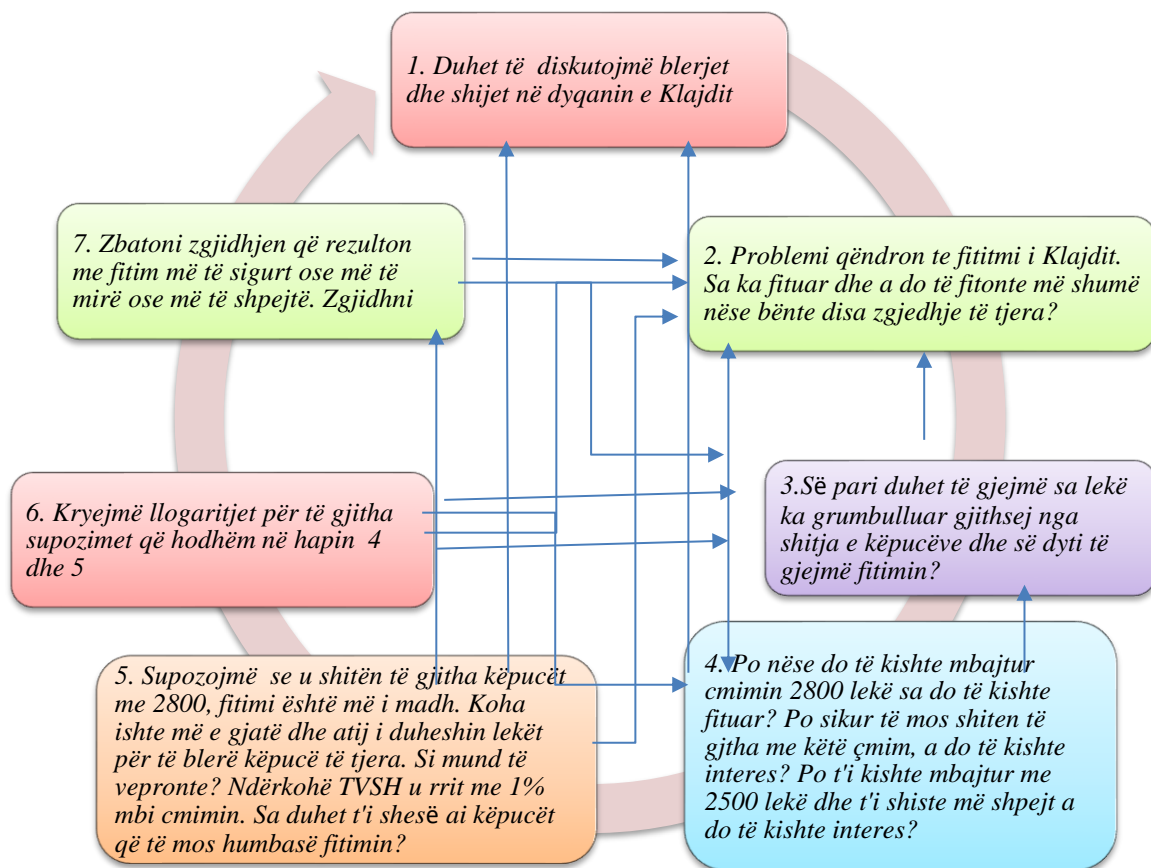 1. Duhet të diskutojmë blerjet
dhe shijet në dyqanin e Klajdit
2. Problemi qëndron te fititmi i Klajdit.
Sa ka fituar dhe a do të fitonte më shumë
nëse bënte disa zgjedhje të tjera?
3.Së pari duhet të gjejmë sa lekë
ka grumbulluar gjithsej nga
shitja e këpucëve dhe së dyti të
gjejmë fitimin?
4. Po nëse do të kishte mbajtur
cmimin 2800 lekë sa do të kishte
fituar? Po sikur të mos shiten të
gjtha me këtë çmim, a do të kishte
interes? Po t'i kishte mbajtur me
2500 lekë dhe t'i shiste më shpejt a
do të kishte interes?
5. Supozojmë se u shitën të gjitha këpucët
me 2800, fitimi është më i madh. Koha
ishte më e gjatë dhe atij i duheshin lekët
për të blerë këpucë të tjera. Si mund të
vepronte? Ndërkohë TVSH u rrit me 1%
mbi cmimin. Sa duhet t'i shesë ai këpucët
që të mos humbasë fitimin?
6. Kryejmë llogaritjet për të gjitha
supozimet që hodhëm në hapin 4
dhe 5
7. Zbatoni zgjidhjen që rezulton
me fitim më të sigurt ose më të
mirë ose më të shpejtë. Zgjidhni